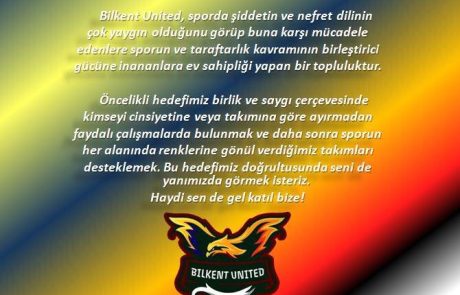 Bilkent United, sporda şiddetin ve nefret dilinin
çok yaygın olduğunu görüp buna karşı mücadele
edenlere sporun ve taraftarlık kavramının birleştirici
gücüne inananlara ev sahipliği yapan bir topluluktur.
Öncelikli hedefimiz birlik ve saygı çerçevesinde
kimseyi cinsiyetine veya takımına göre ayırmadan
faydalı çalışmalarda bulunmak ve daha sonra sporun
her alanında renklerine gönül verdiğimiz takımları
desteklemek. Bu hedefimiz doğrultusunda seni de
yanımızda görmek isteriz.
Haydi sen de gel katıl bize!
BILKENT UNITED